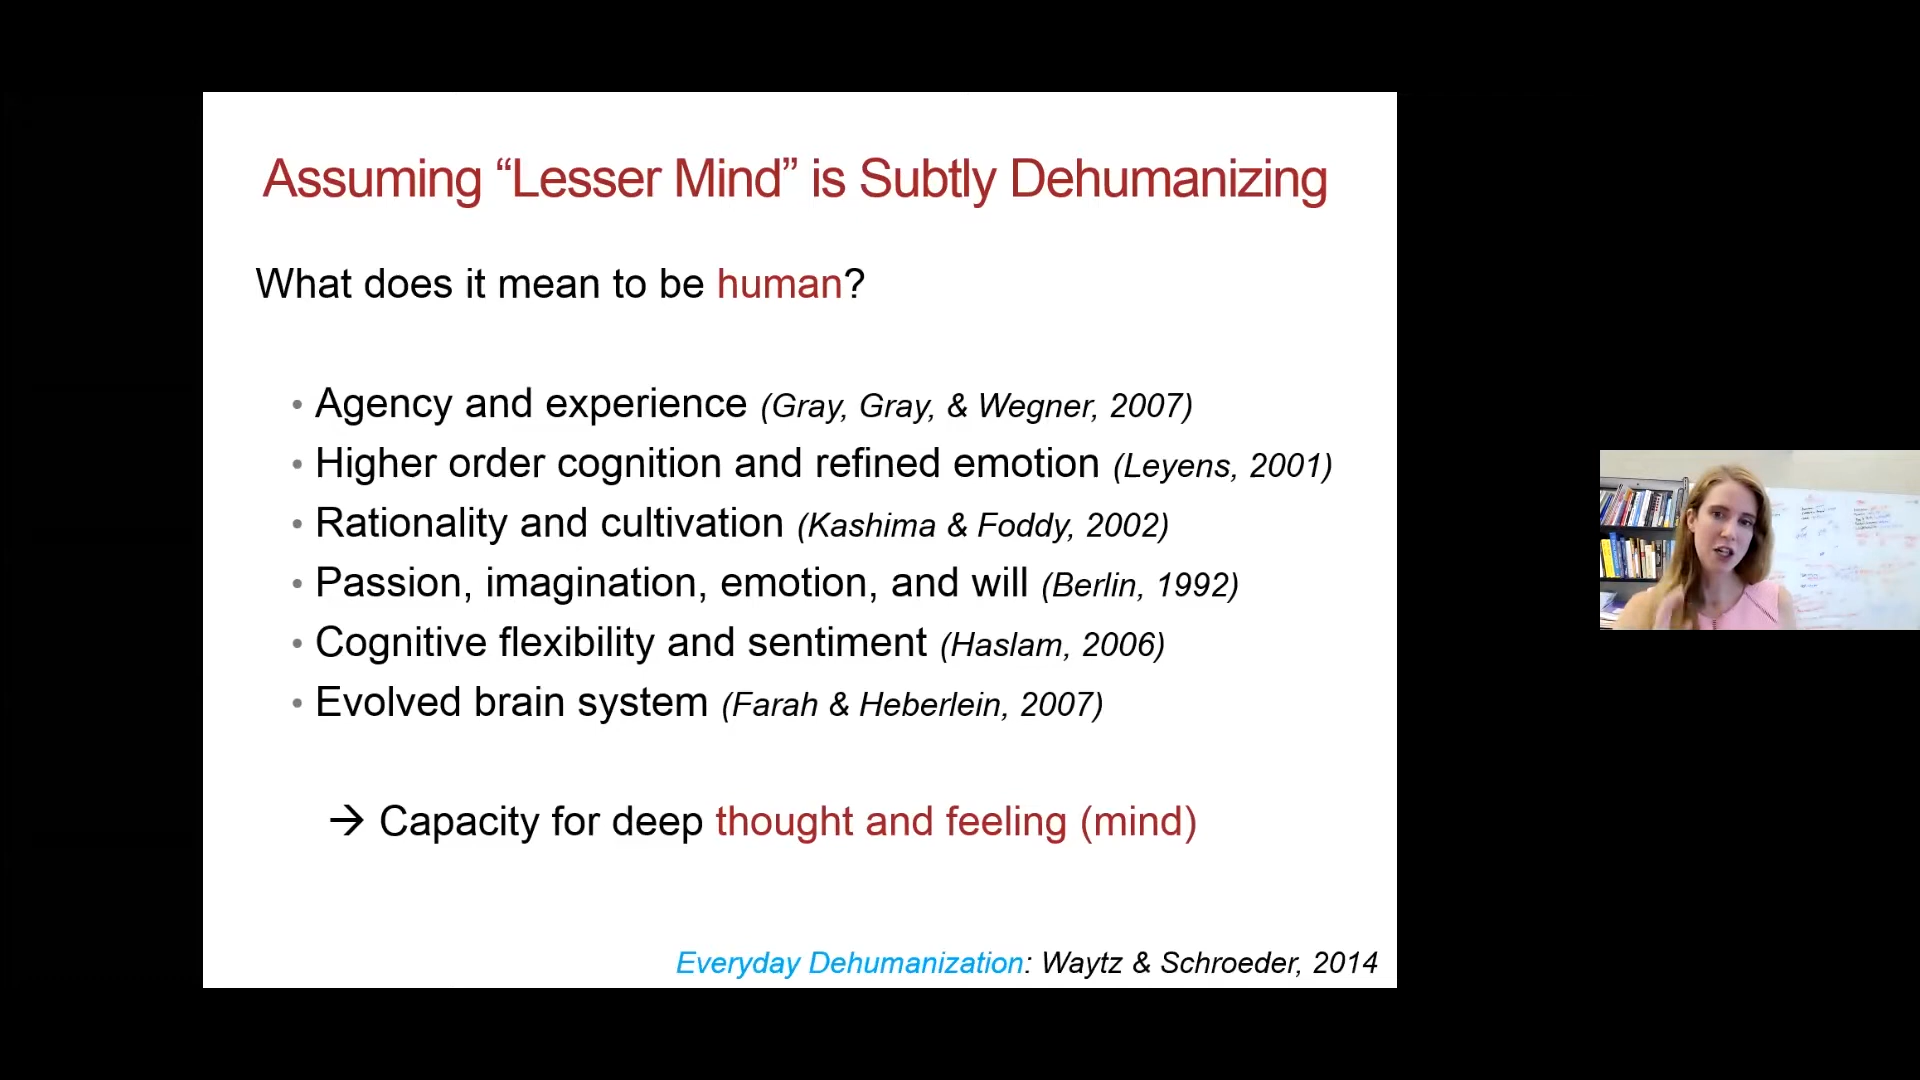 Assuming “Lesser Mind” is Subtly Dehumanizing
What does it mean to be human?
• Agency and experience (Gray, Gray, & Wegner, 2007)
• Higher order cognition and refined emotion (Leyens, 2001)
• Rationality and cultivation (Kashima & Foddy, 2002)
• Passion, imagination, emotion, and will (Berlin, 1992)
• Cognitive flexibility and sentiment (Haslam, 2006)
• Evolved brain system (Farah & Heberlein, 2007)
→ Capacity for deep thought and feeling (mind)
Everyday Dehumanization: Waytz & Schroeder, 2014